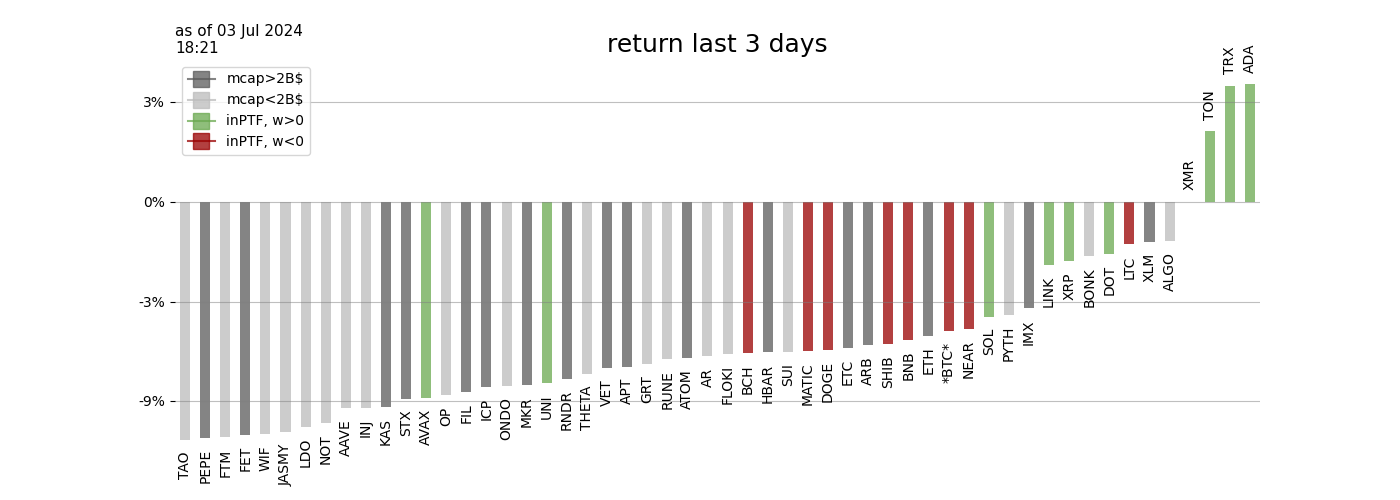 as of 03 Jul 2024
18:21
return last 3 days
mcap>2B$
mcap<2B$
inPTF, w>0
inPTF, w<0
3%
0%
-3%
-9%
TAO
PEPE
FTM
FET
WIF
JASMY
LDO
NOT
AAVE
INJ
KAS
STX
AVAX
OP
FIL
ICP
ONDO
MKR
UNI
RNDR
THETA
VET
APT
GRT
RUNE
ATOM
AR
FLOKI
BCH
HBAR
SUI
MATIC
DOGE
ETC
ARB
SHIB
BNB
ETH
*BTC*
NEAR
SOL
PYTH
IMX
LINK
XRP
BONK
DOT
LTC
XLM
ALGO
XMR
TON
TRX
ADA